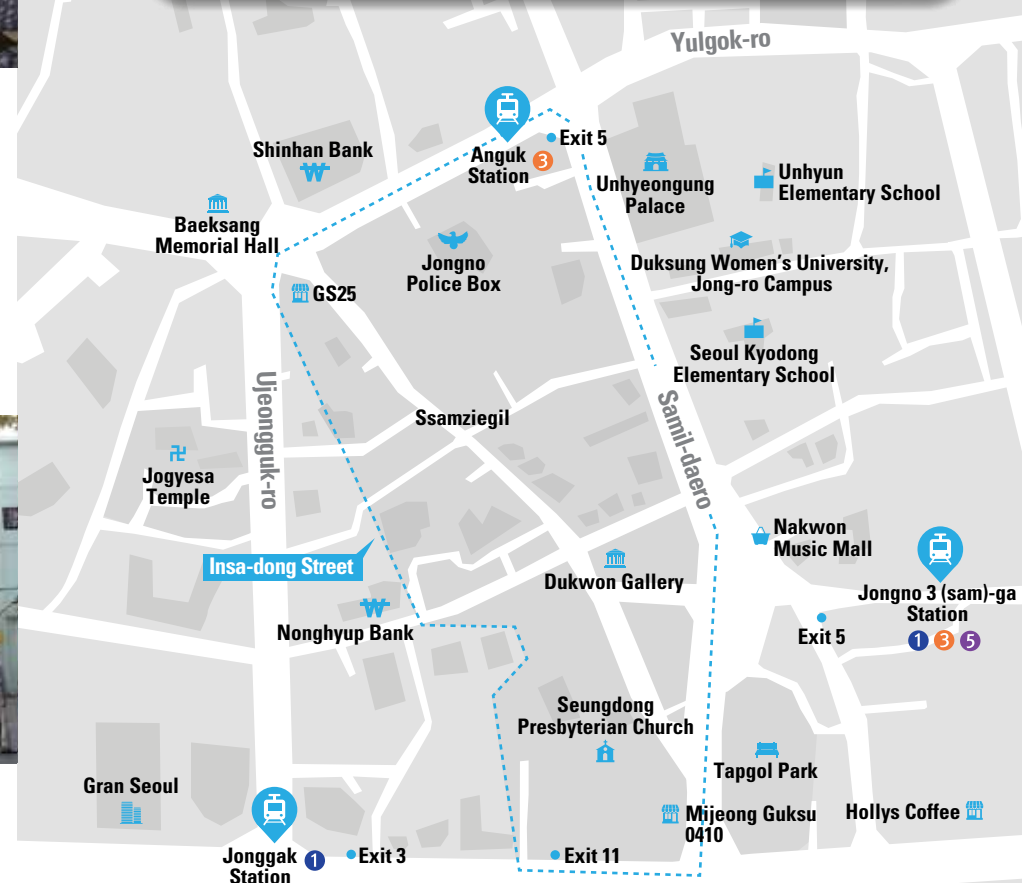 Yulgok-ro
Exit 5
Shinhan Bank
Anguk
Station 3
Unhyeongung
Palace
Unhyun
Elementary School
Baeksang
Memorial Hall
Jongno
Police Box
Duksung Women's University,
Jong-ro Campus
GS25
Seoul Kyodong
Elementary School
Ujeongguk-ro
Ssamziegil
Samil-daero
Jogyesa
Temple
Nakwon
Music Mall
Insa-dong Street
Dukwon Gallery
Jongno 3 (sam)-ga
Station
1 3 5
Nonghyup Bank
Exit 5
Seungdong
Presbyterian Church
Tapgol Park
Gran Seoul
Mijeong Guksu
0410
Hollys Coffee
Jonggak
Station
1
Exit 3
Exit 11